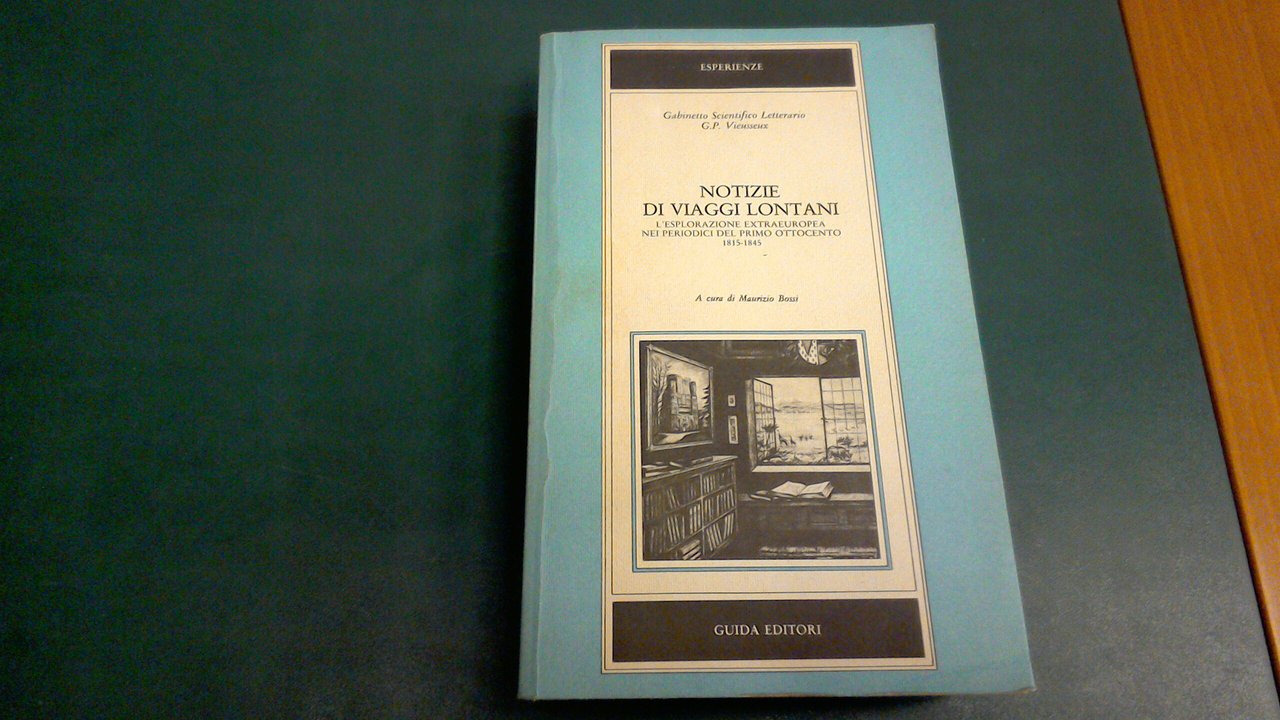 ESPERIENZE
Gabinetto Scientifico Letterario
G.P. Vieusseux
NOTIZIE
DI VIAGGI LONTANI
L'ESPLORAZIONE EXTRAEUROPEA
NEI PERIODICI DEL PRIMO OTTOCENTO
1815-1845
A cura di Maurizio Bossi
GUIDA EDITORI